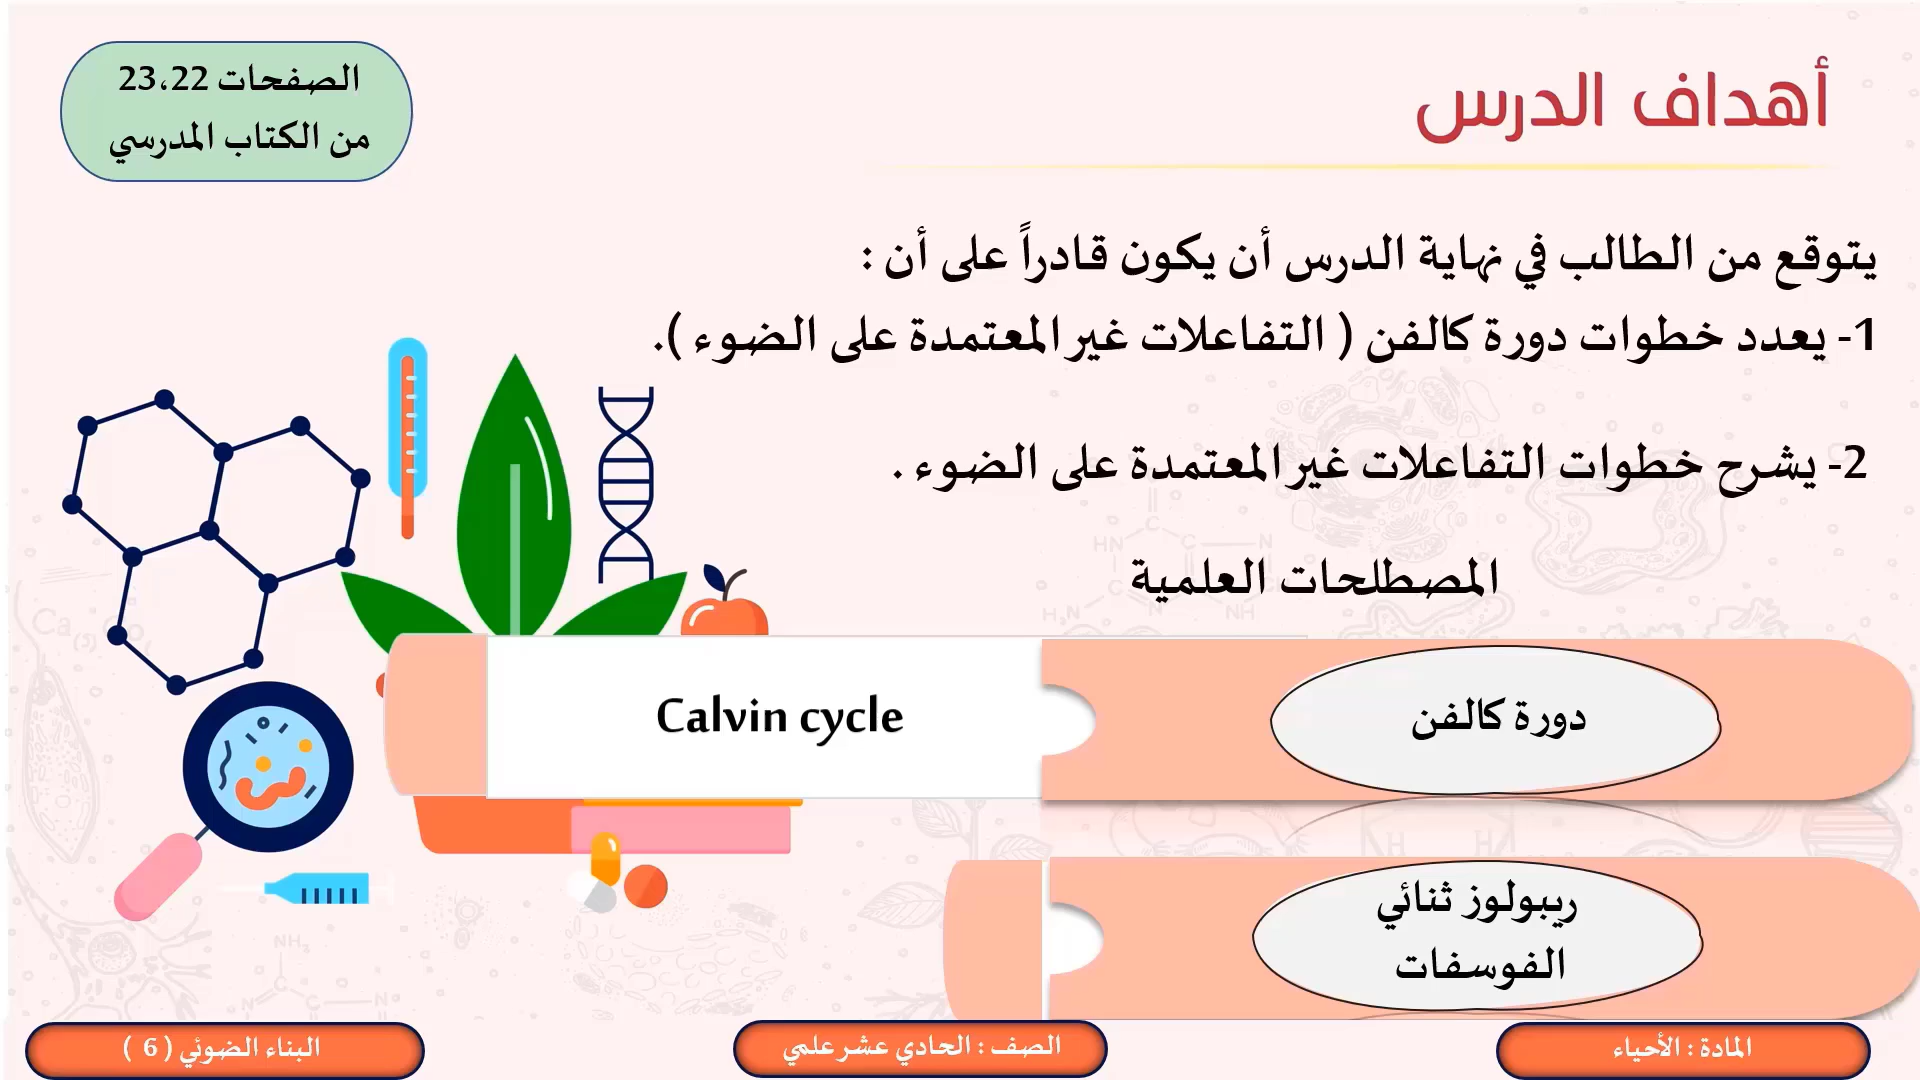 أهداف الدرس
الصفحات 23،22
من الكتاب المدرسي
يتوقع من الطالب في نهاية الدرس أن يكون قادراً على أن :
1- يعدد خطوات دورة كالفن ( التفاعلات غير المعتمدة على الضوء ).
2- يشرح خطوات التفاعلات غير المعتمدة على الضوء .
المصطلحات العلمية
دورة كالفن
Calvin cycle
ريبولوز ثنائي
الفوسفات
المادة : الأحياء
الصف : الحادي عشر علمي
البناء الضوئي ( 6 )